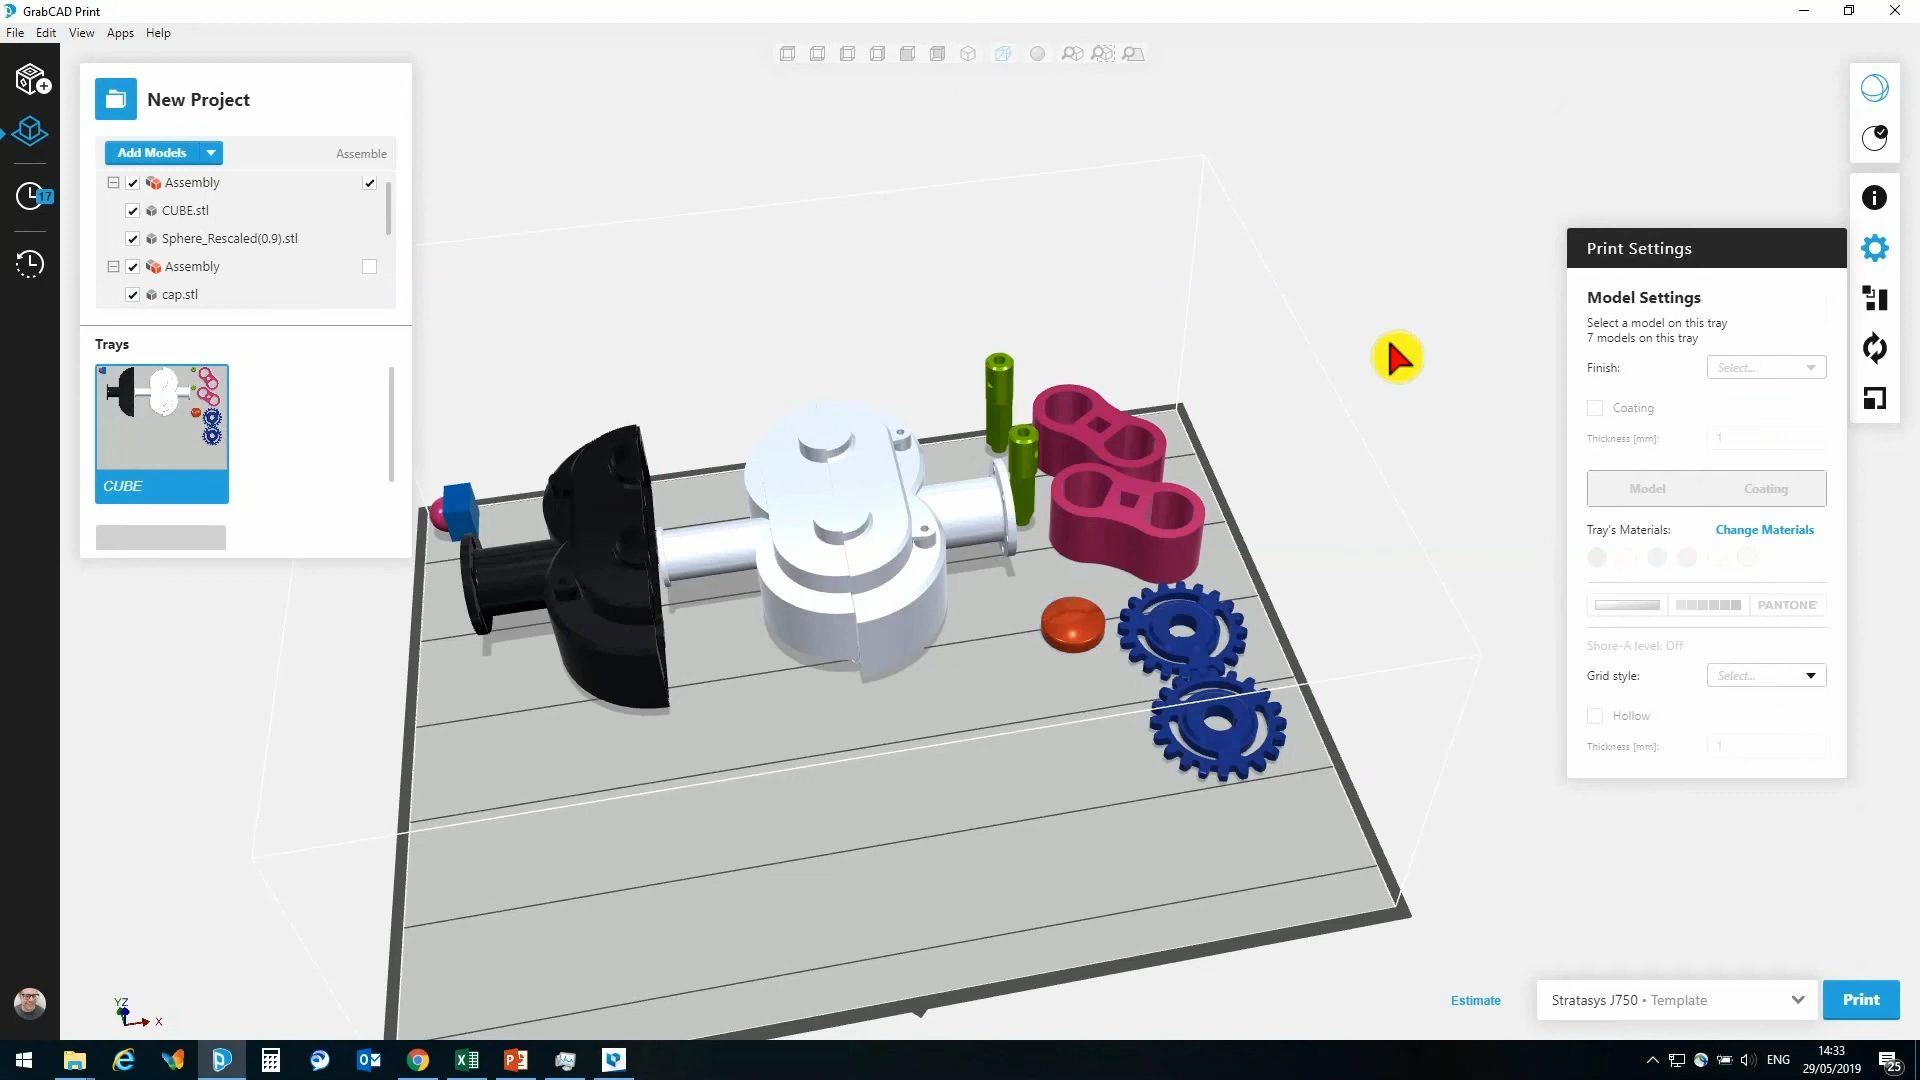 GrabCAD Print
File Edit View Apps Help
New Project
Add Models
Assemble
Assembly
CUBE.stl
Sphere_Rescaled(0.9).stl
Assembly
cap.stl
17
Trays
CUBE
Print Settings
Model Settings
Select a model on this tray
7 models on this tray
Finish: Select...
Coating
Thickness [mm]: 1
Model Coating
Tray's Materials: Change Materials
PANTONE®
Shore-A level: Off
Grid style: Select...
Hollow
Thickness [mm]: 1
YZ
X
Estimate
Stratasys J750 • Template
Print
ENG
14:33
29/05/2019
25